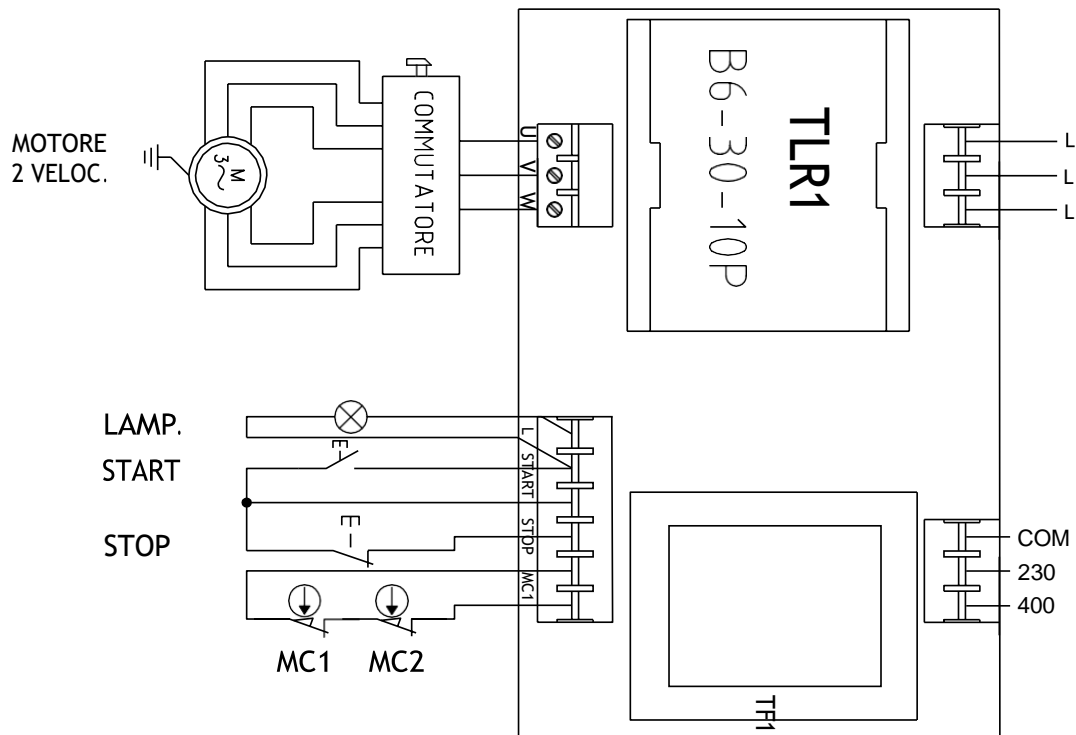 MOTORE
2 VELOC.
M
3~
COMMUTATORE
U
V
W
B6-30-10P
TLR1
L
L
L
LAMP.
START
STOP
L
START
STOP
MC1
MC1
MC2
COM
230
400
TF1